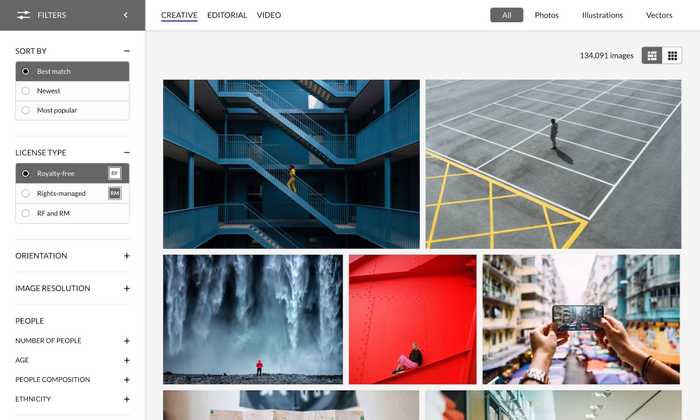 FILTERS
CREATIVE EDITORIAL VIDEO
All Photos Illustrations Vectors
134,091 images
SORT BY
Best match
Newest
Most popular
LICENSE TYPE
Royalty-free RF
Rights-managed RM
RF and RM
ORIENTATION
IMAGE RESOLUTION
PEOPLE
NUMBER OF PEOPLE
AGE
PEOPLE COMPOSITION
ETHNICITY